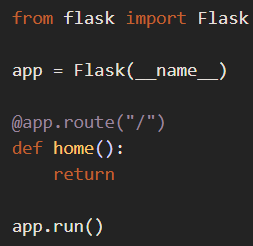 from flask import Flask
app = Flask(__name__)
@app.route("/")
def home():
    return
app.run()